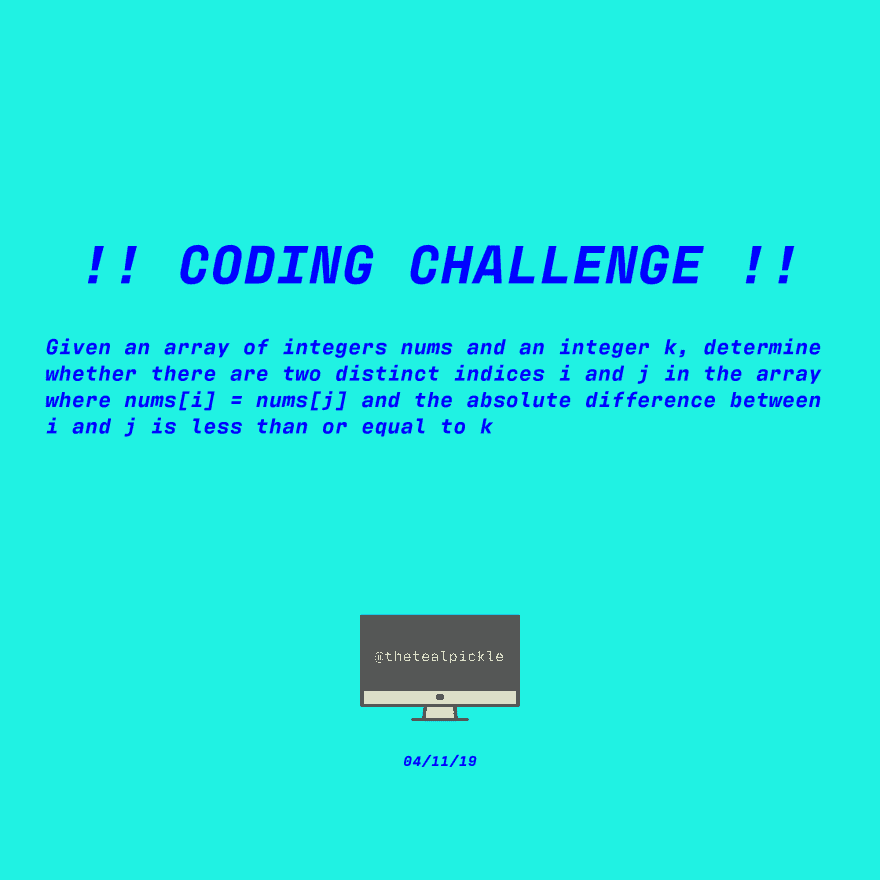 !! CODING CHALLENGE !!
Given an array of integers nums and an integer k, determine
whether there are two distinct indices i and j in the array
where nums[i] = nums[j] and the absolute difference between
i and j is less than or equal to k
@thetealpickle
04/11/19